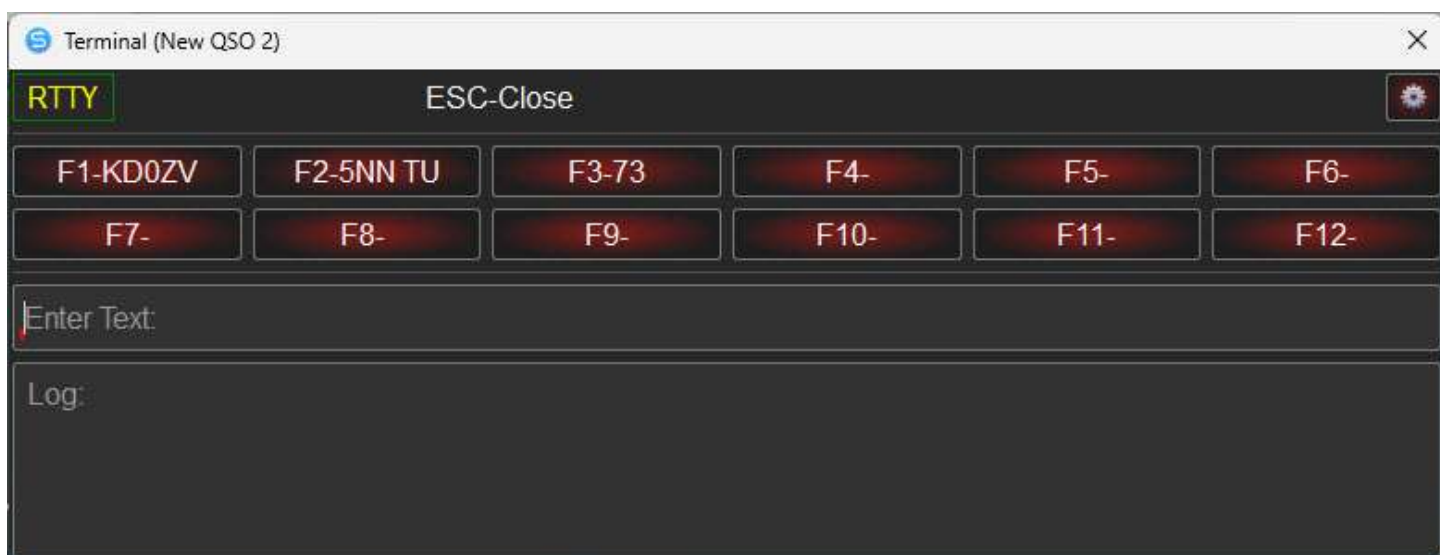 Terminal (New QSO 2)
RTTY ESC-Close
F1-KD0ZV F2-5NN TU F3-73 F4- F5- F6-
F7- F8- F9- F10- F11- F12-
Enter Text:
Log: